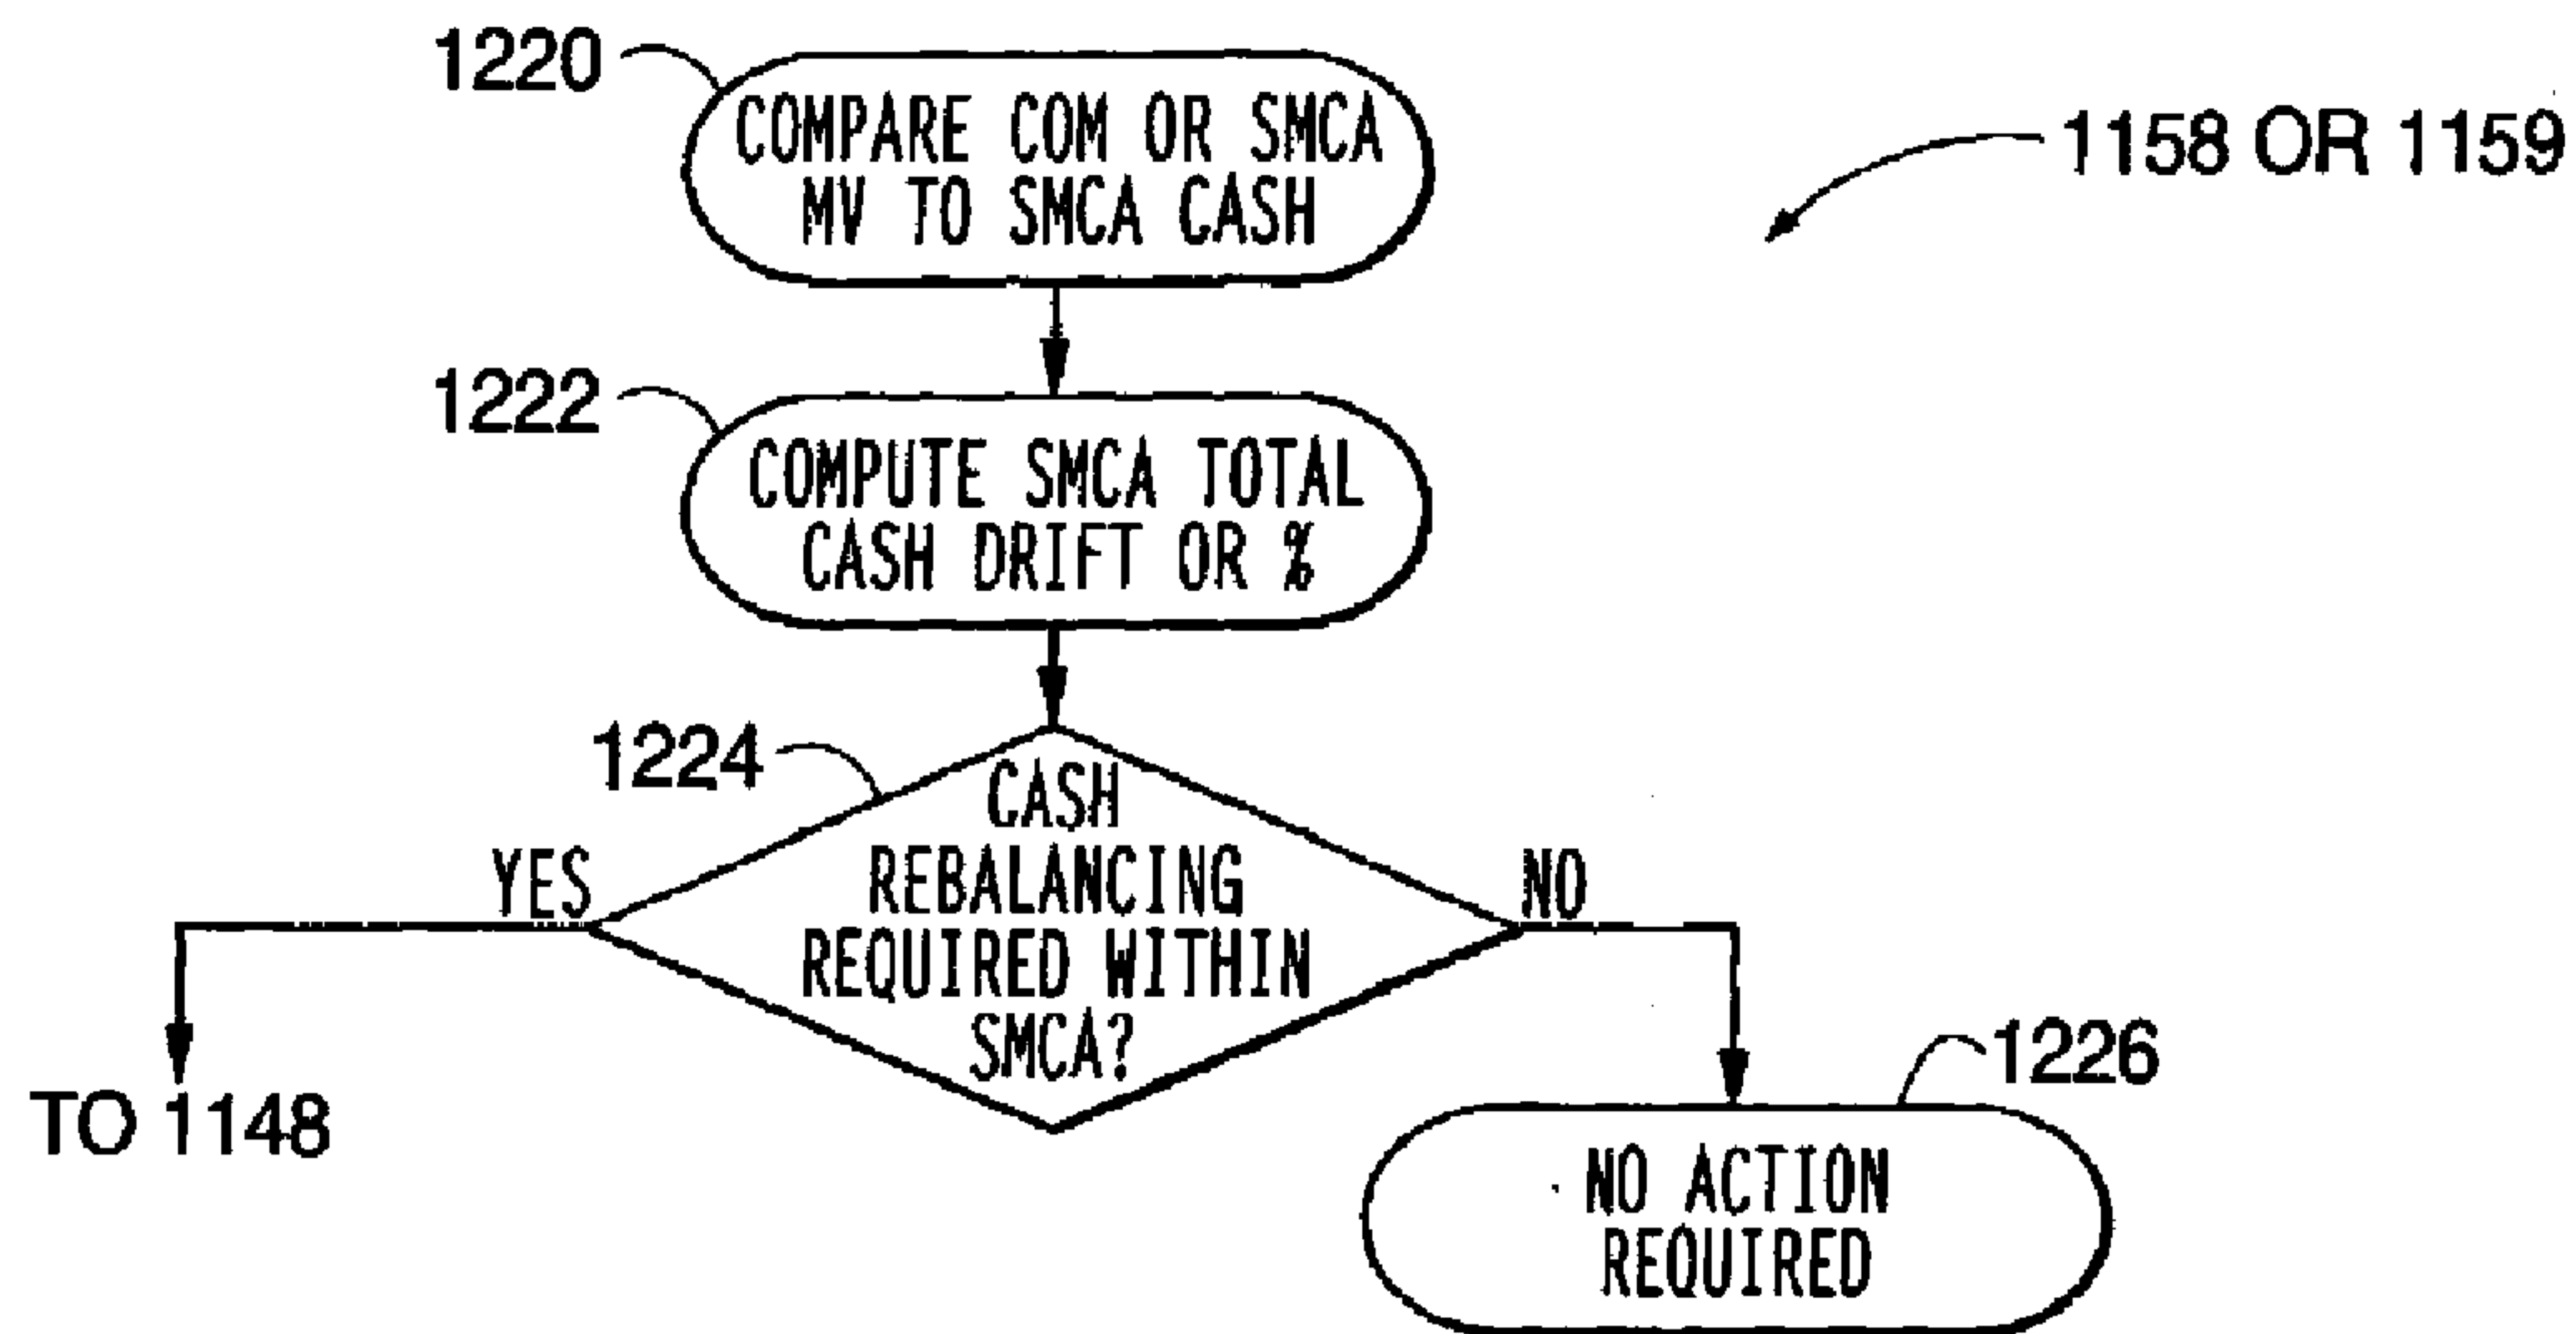 1220
COMPARE COM OR SMCA
MV TO SMCA CASH
1158 OR 1159
1222
COMPUTE SMCA TOTAL
CASH DRIFT OR %
1224
CASH
REBALANCING
REQUIRED WITHIN
SMCA?
YES
NO
TO 1148
1226
NO ACTION
REQUIRED